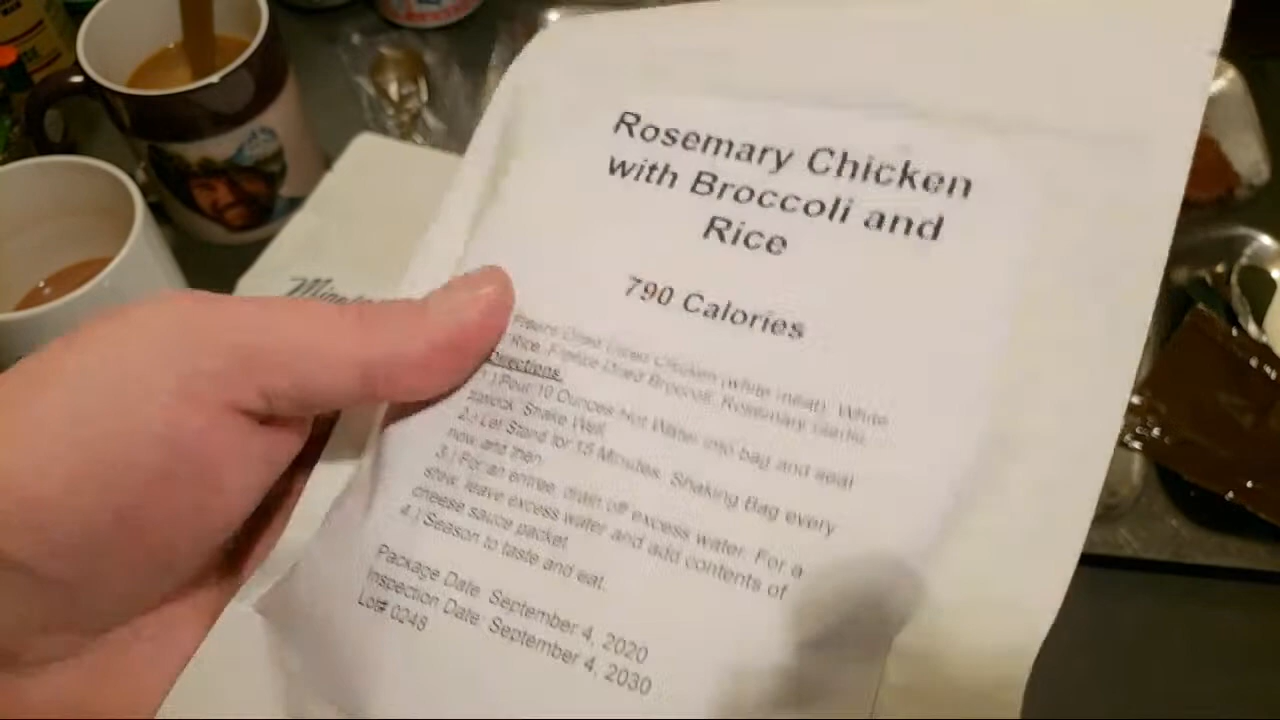 Rosemary Chicken
with Broccoli and
Rice
790 Calories
Freeze Dried Diced Chicken (white meat), White
Rice, Freeze Dried Broccoli, Rosemary
Directions:
1.) Pour 10 Ounces Hot Water into bag and seal
ziplock. Shake Well.
2.) Let Stand for 15 Minutes, Shaking Bag every
now and then.
3.) For an entree, drain off excess water. For a
stew, leave excess water and add contents of
cheese sauce packet.
4.) Season to taste and eat.
Package Date: September 4, 2020
Inspection Date: September 4, 2030
Lot# 0248